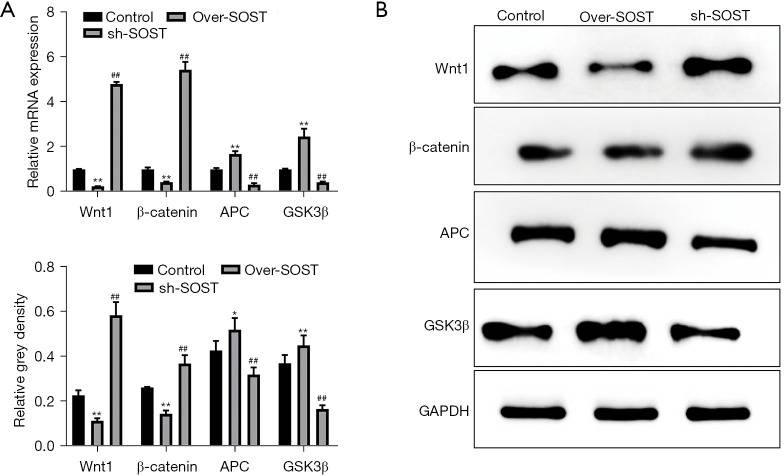 A
Control Over-SOST
sh-SOST
Relative mRNA expression
8
6
4
2
0
## ## ** **
** ** ## ##
Wnt1 β-catenin APC GSK3β
Control Over-SOST
sh-SOST
Relative grey density
0.8
0.6
0.4
0.2
0.0
## ## * **
** ** ## ##
Wnt1 β-catenin APC GSK3β
B
Control Over-SOST sh-SOST
Wnt1
β-catenin
APC
GSK3β
GAPDH